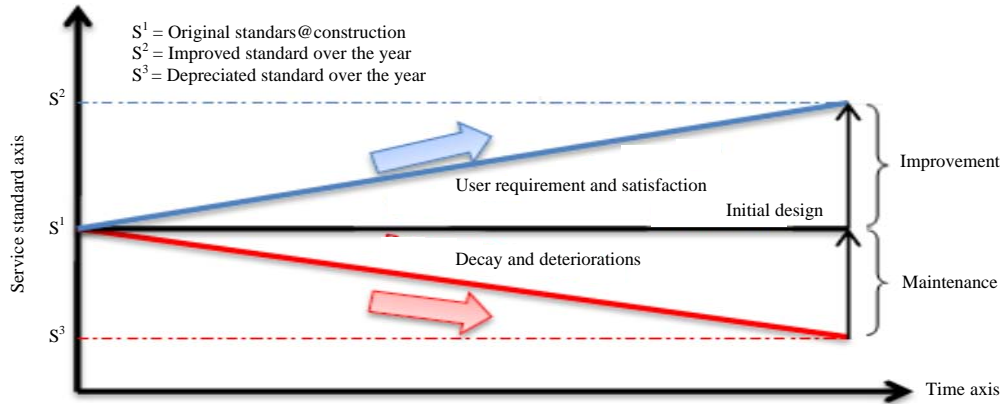 S¹ = Original standars@construction
S² = Improved standard over the year
S³ = Depreciated standard over the year
S²
Improvement
User requirement and satisfaction
Initial design
S¹
Service standard axis
Decay and deteriorations
Maintenance
S³
Time axis